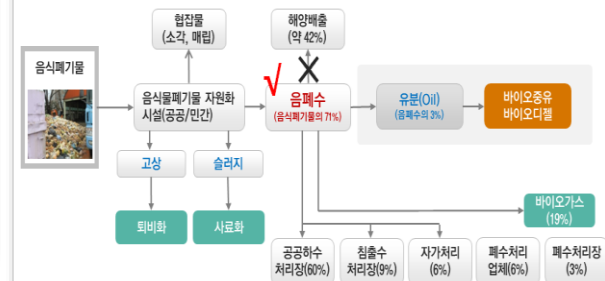 음식폐기물
협잡물
(소각, 매립)
해양배출
(약 42%)
음식물폐기물 자원화
시설(공공/민간)
음폐수
(음식폐기물의 71%)
유분(Oil)
(음폐수의 3%)
바이오중유
바이오디젤
고상
슬러지
퇴비화
사료화
바이오가스
(19%)
공공하수
처리장(60%)
침출수
처리장(9%)
자가처리
(6%)
폐수처리
업체(6%)
폐수처리장
(3%)